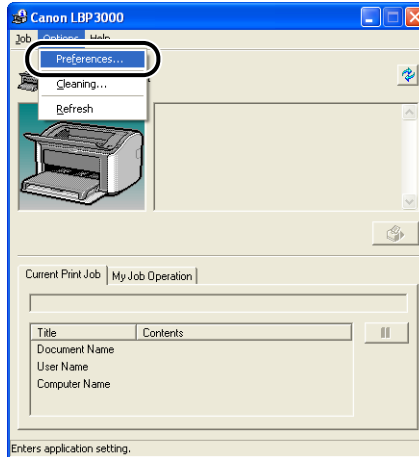 Canon LBP3000
Job Options Help
Preferences...
Cleaning...
Refresh
Current Print Job My Job Operation
Title Contents
Document Name
User Name
Computer Name
Enters application setting.